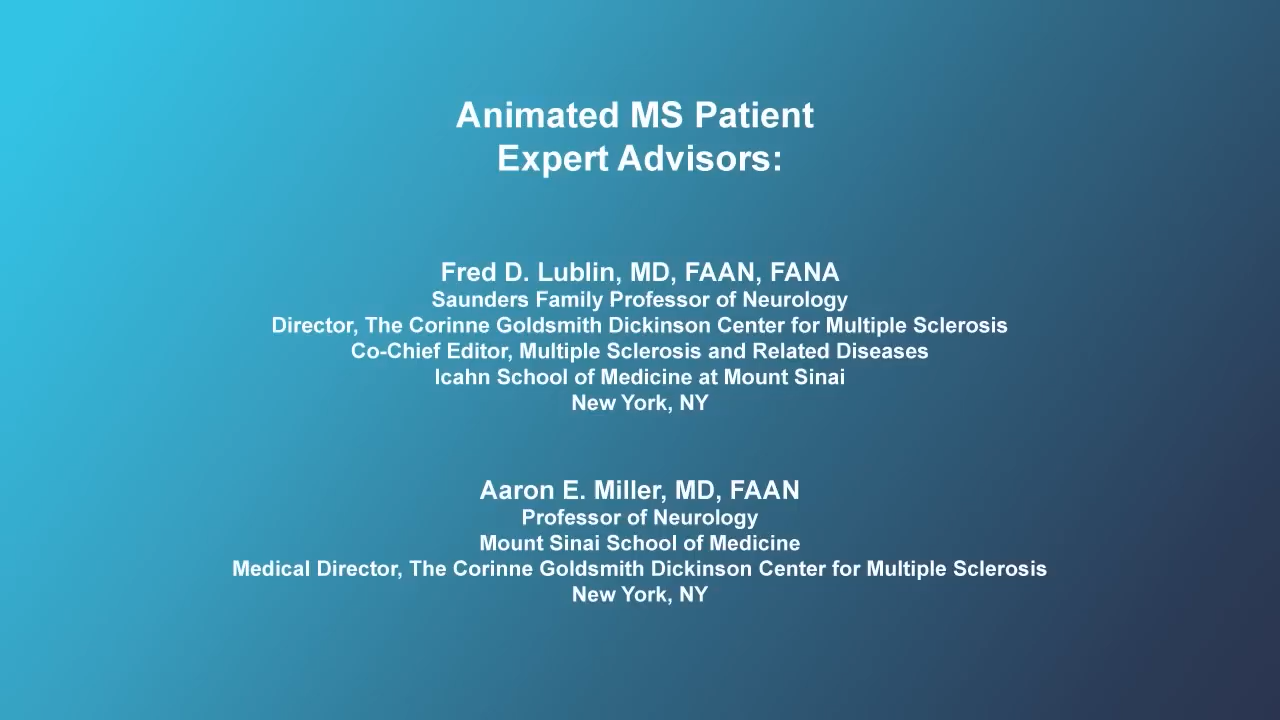 Animated MS Patient
Expert Advisors:
Fred D. Lublin, MD, FAAN, FANA
Saunders Family Professor of Neurology
Director, The Corinne Goldsmith Dickinson Center for Multiple Sclerosis
Co-Chief Editor, Multiple Sclerosis and Related Diseases
Icahn School of Medicine at Mount Sinai
New York, NY
Aaron E. Miller, MD, FAAN
Professor of Neurology
Mount Sinai School of Medicine
Medical Director, The Corinne Goldsmith Dickinson Center for Multiple Sclerosis
New York, NY